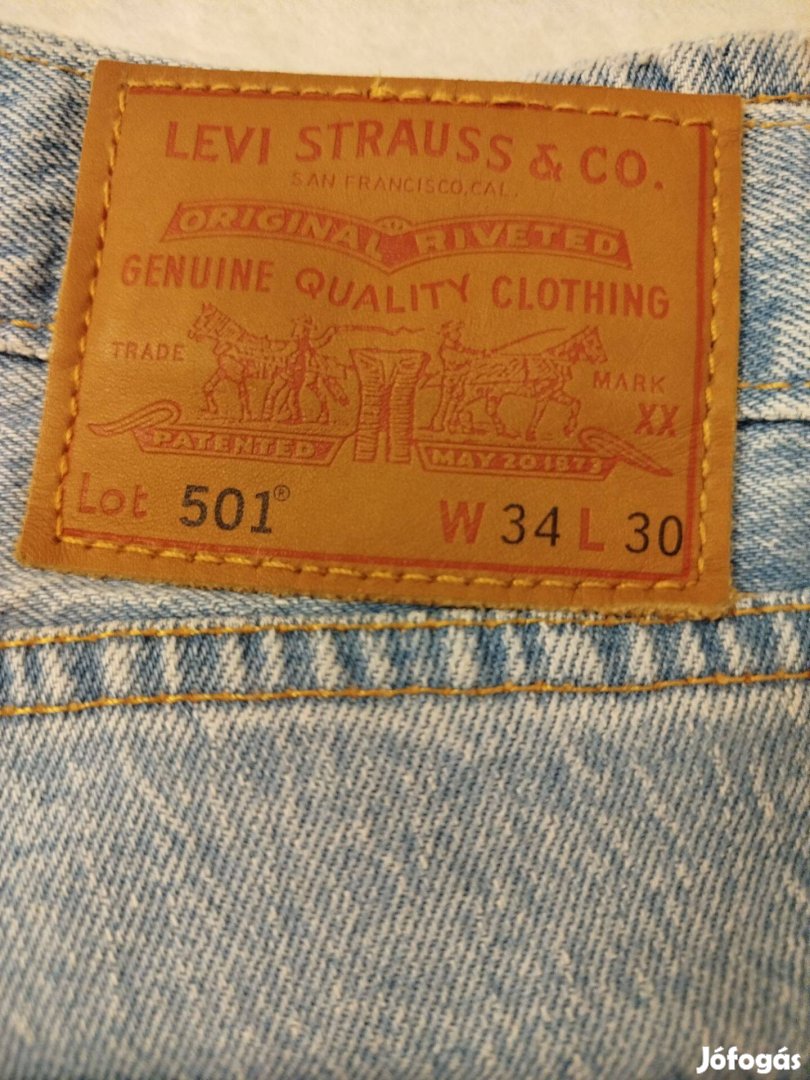 LEVI STRAUSS & CO.
SAN FRANCISCO, CAL.
ORIGINAL RIVETED
GENUINE QUALITY CLOTHING
TRADE MARK
XX
PATENTED MAY 20 1873
Lot 501® W 34 L 30
Jófogás